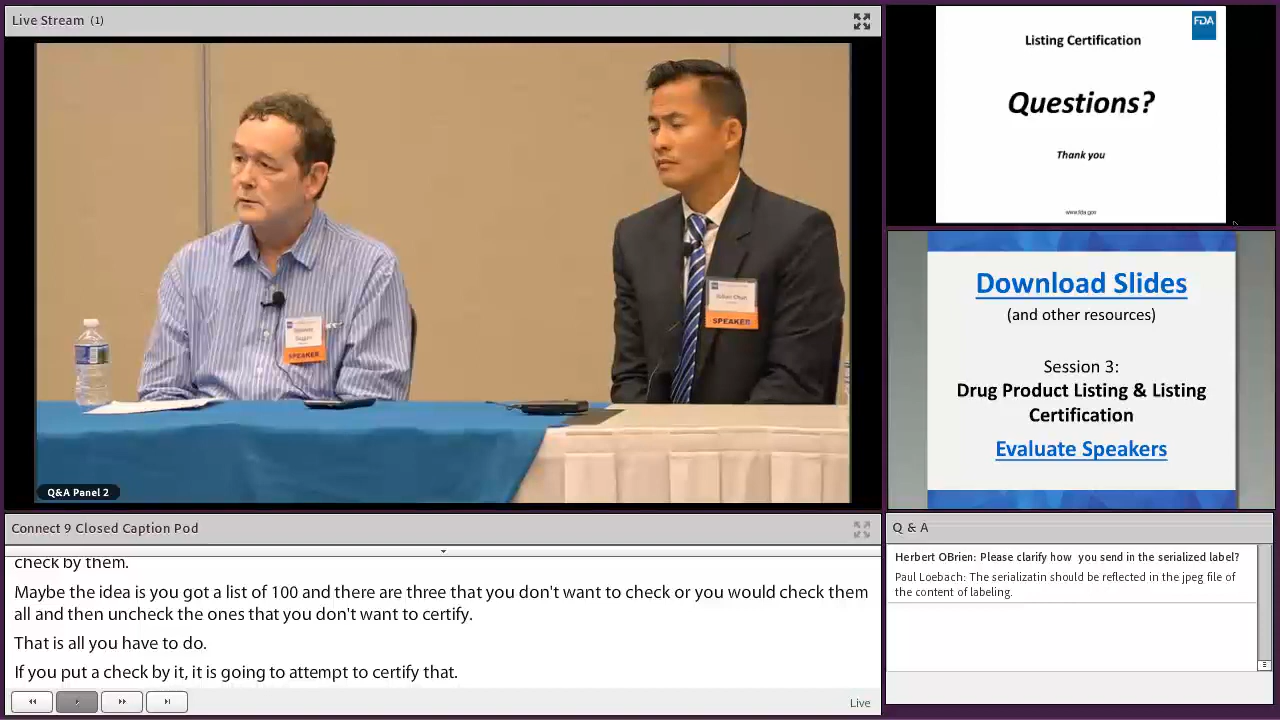 Live Stream (1)
Q&A Panel 2
SPEAKER
SPEAKER
FDA
Listing Certification
Questions?
Thank you
www.fda.gov
Download Slides
(and other resources)
Session 3:
Drug Product Listing & Listing
Certification
Evaluate Speakers
Connect 9 Closed Caption Pod
check by them.
Maybe the idea is you got a list of 100 and there are three that you don't want to check or you would check them
all and then uncheck the ones that you don't want to certify.
That is all you have to do.
If you put a check by it, it is going to attempt to certify that.
Live
Q & A
Herbert OBrien: Please clarify how you send in the serialized label?
Paul Loebach: The serializatin should be reflected in the jpeg file of
the content of labeling.